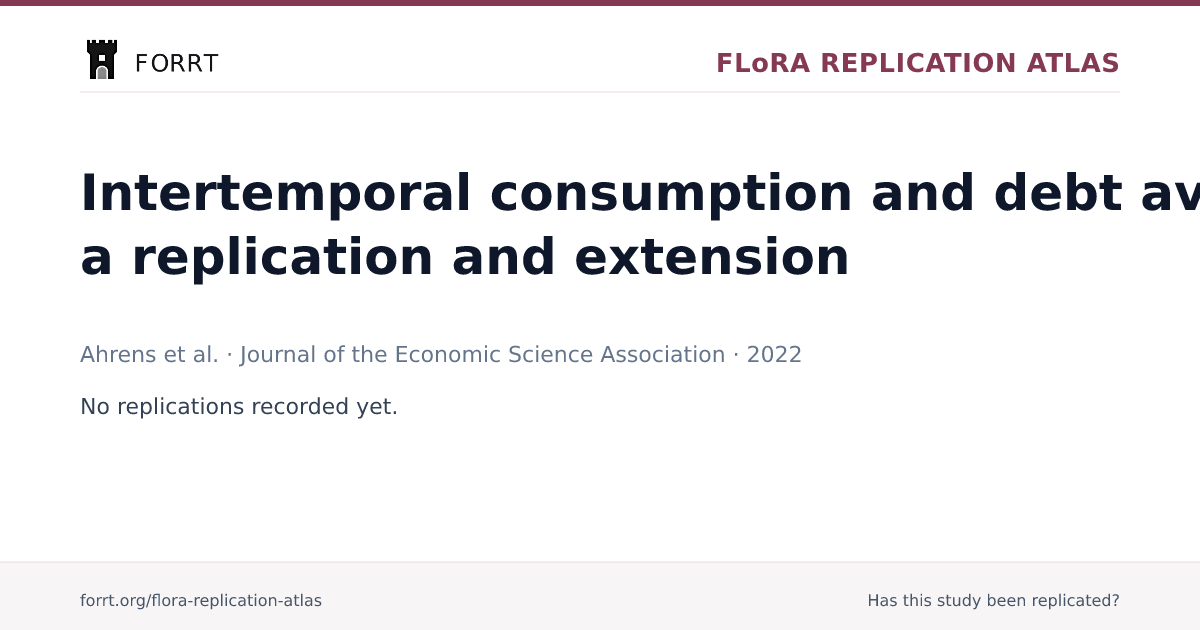 FORRT
FLoRA REPLICATION ATLAS
Intertemporal consumption and debt av
a replication and extension
Ahrens et al. · Journal of the Economic Science Association · 2022
No replications recorded yet.
forrt.org/flora-replication-atlas
Has this study been replicated?